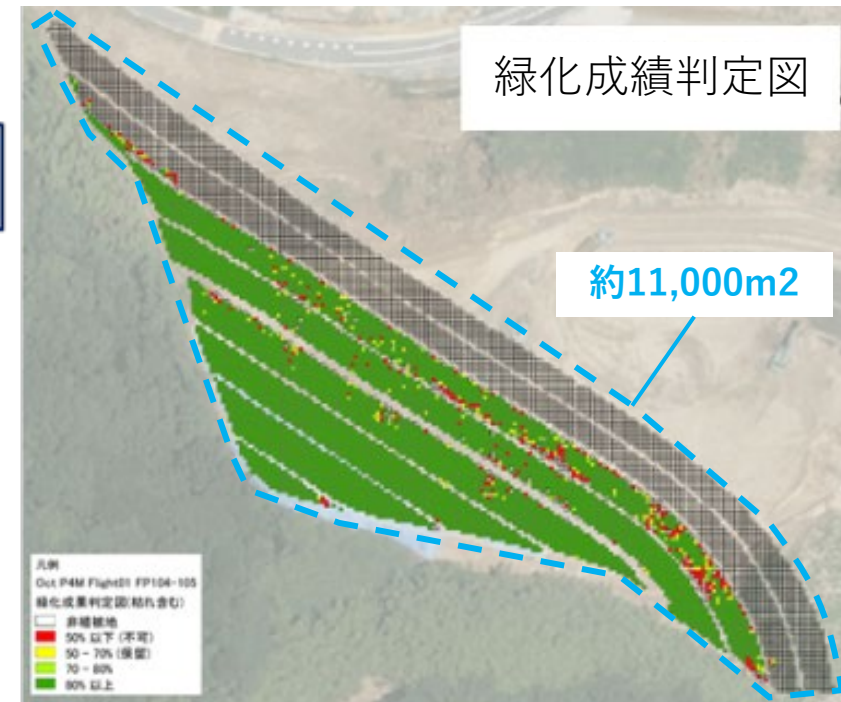 緑化成績判定図
約11,000m2
凡例
Oct P4M Flight01 FP104-105
緑化成果判定図(枯れ含む)
非植被地
50% 以下 (不可)
50 - 70% (保留)
70 - 80%
80% 以上